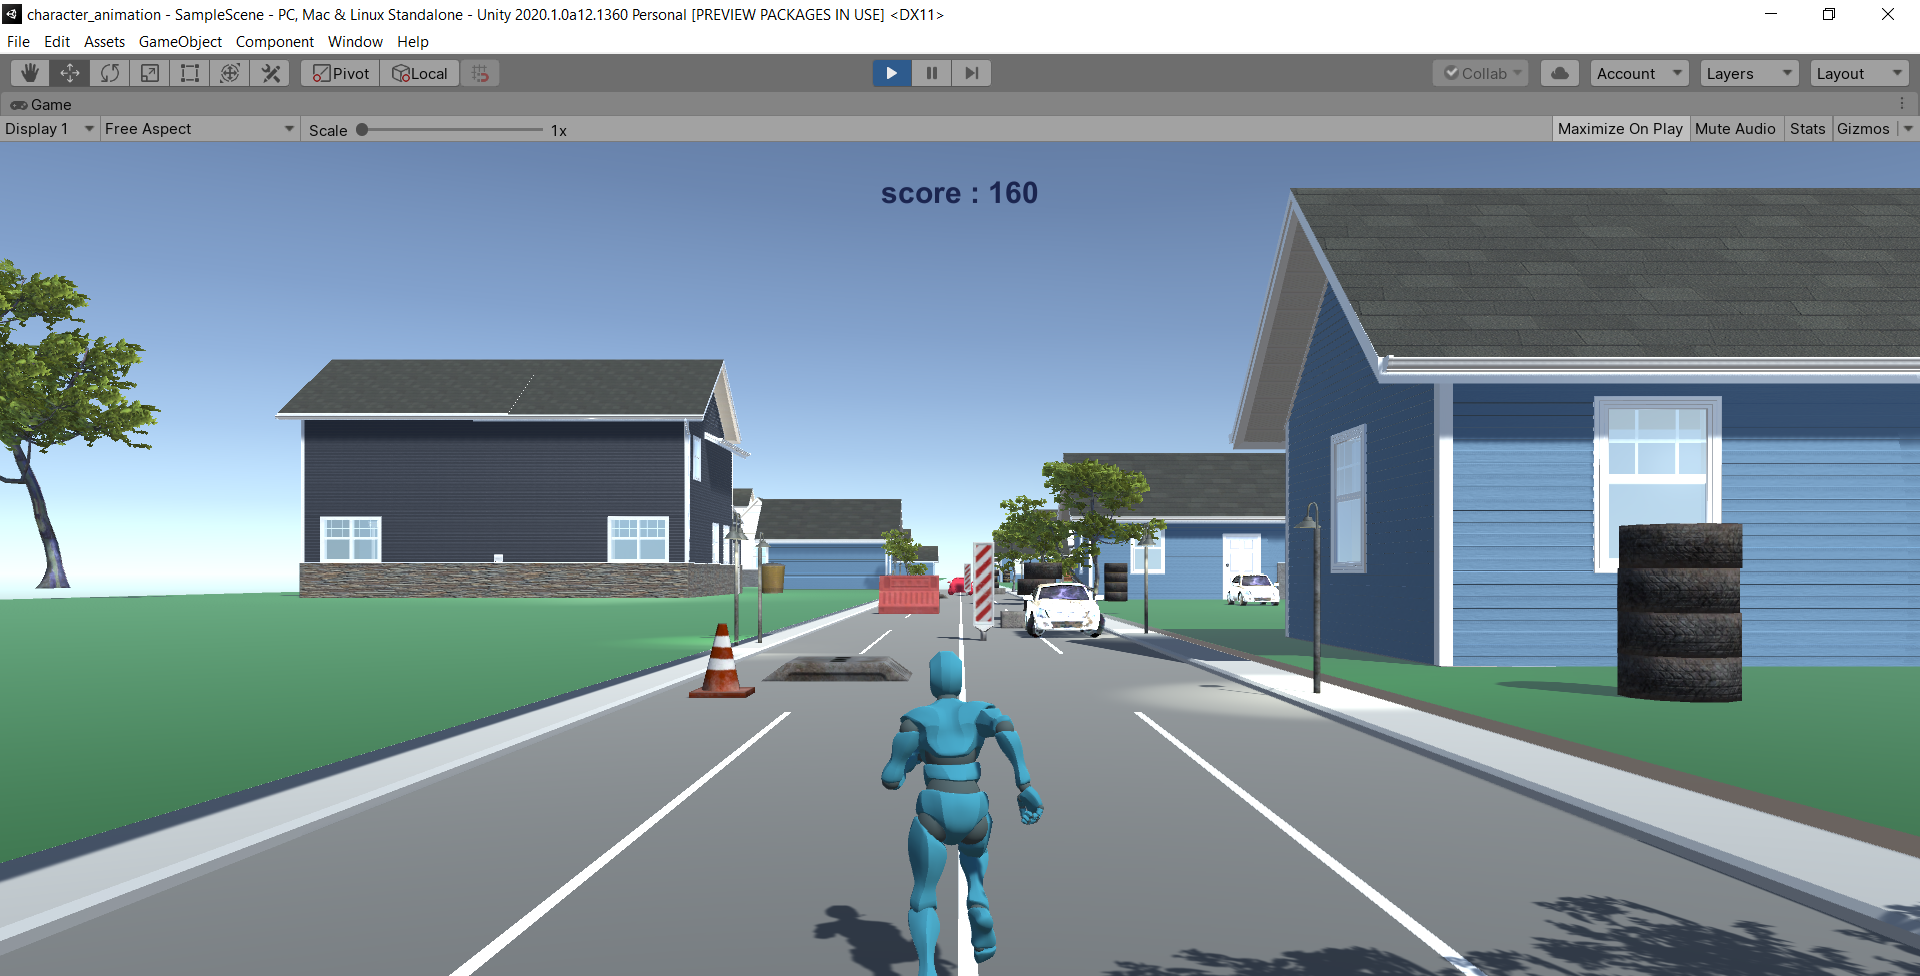 character_animation - SampleScene - PC, Mac & Linux Standalone - Unity 2020.1.0a12.1360 Personal [PREVIEW PACKAGES IN USE] <DX11>
File Edit Assets GameObject Component Window Help
Pivot Local Collab Account Layers Layout
Game
Display 1 Free Aspect Scale 1x Maximize On Play Mute Audio Stats Gizmos
score : 160